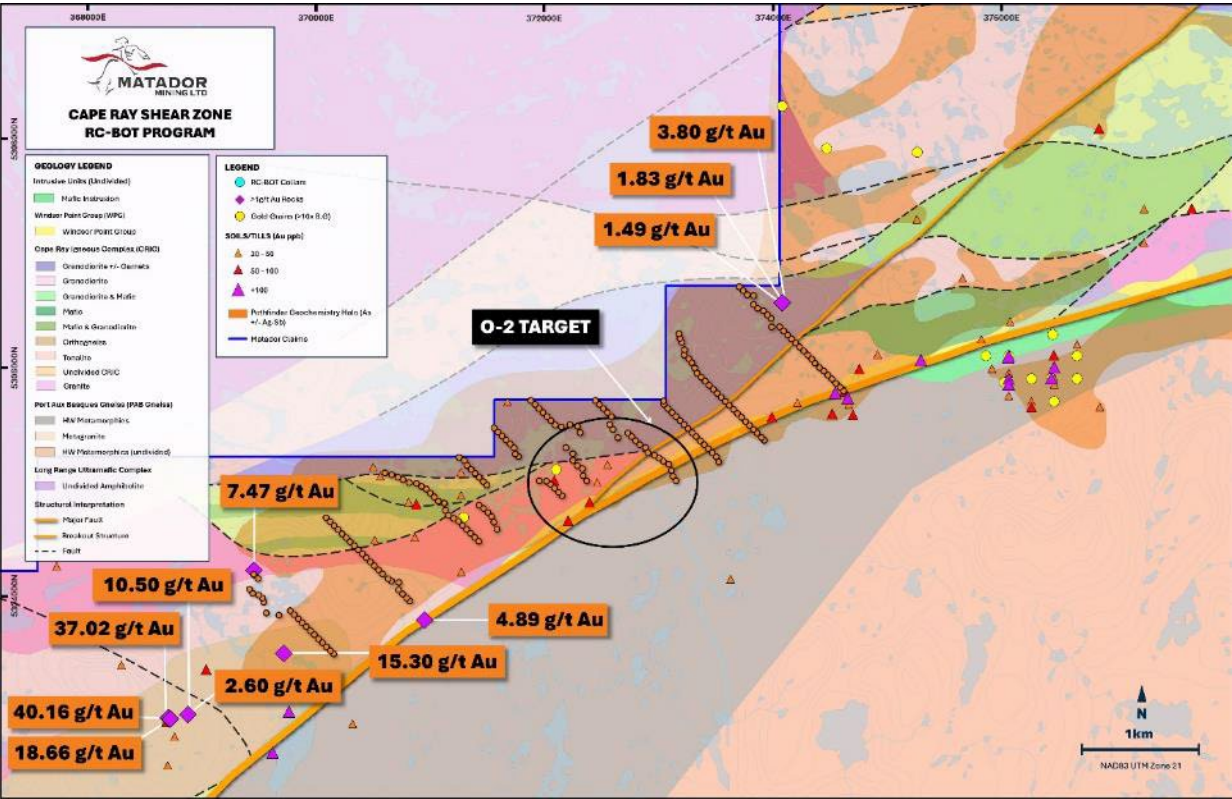 368000E
370000E
372000E
374000E
376000E
MATADOR
MINING LTD
CAPE RAY SHEAR ZONE
RC-BOT PROGRAM
GEOLOGY LEGEND
Intrusive Units (Undivided)
Mafic Intrusion
Windsor Point Group (WPG)
Windsor Point Group
Cape Ray Igneous Complex (CRIC)
Granodiorite +/- Garnets
Granodiorite
Granodiorite & Mafic
Mafic
Mafic & Granodiorite
Orthogneiss
Tonalite
Undivided CRIC
Granite
Port Aux Basques Gneiss (PAB Gneiss)
HW Metamorphics
Metagranite
HW Metamorphics (undivided)
Long Range Ultramafic Complex
Undivided Amphibolite
Structural Interpretation
Major Fault
Breakout Structure
Fault
LEGEND
RC-BOT Collars
>1g/t Au Rocks
Gold Grains (>10x B.G)
SOILS/TILLS (Au ppb)
20 - 50
50 - 100
+100
Pathfinder Geochemistry Halo (As
+/- Ag-Sb)
Matador Claims
3.80 g/t Au
1.83 g/t Au
1.49 g/t Au
O-2 TARGET
7.47 g/t Au
10.50 g/t Au
37.02 g/t Au
4.89 g/t Au
15.30 g/t Au
2.60 g/t Au
40.16 g/t Au
18.66 g/t Au
N
1km
NAD83 UTM Zone 21